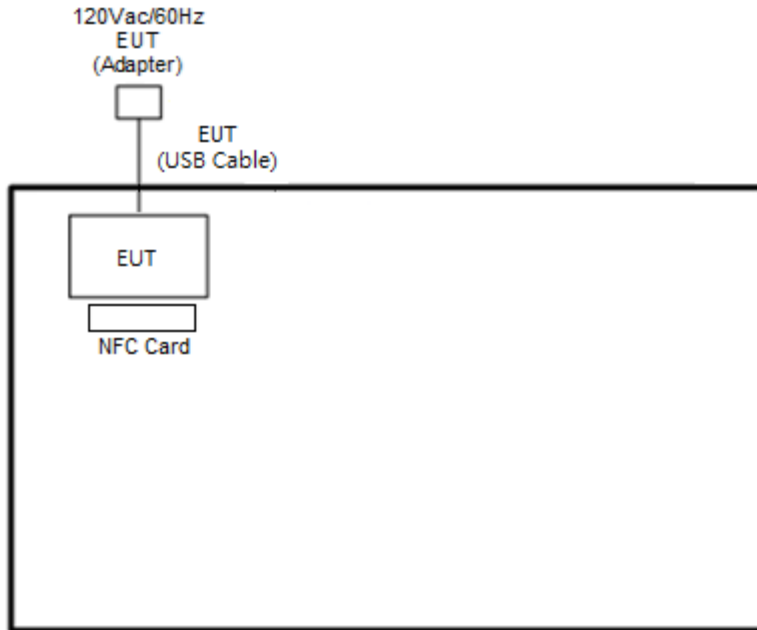 120Vac/60Hz
EUT
(Adapter)
EUT
(USB Cable)
EUT
NFC Card